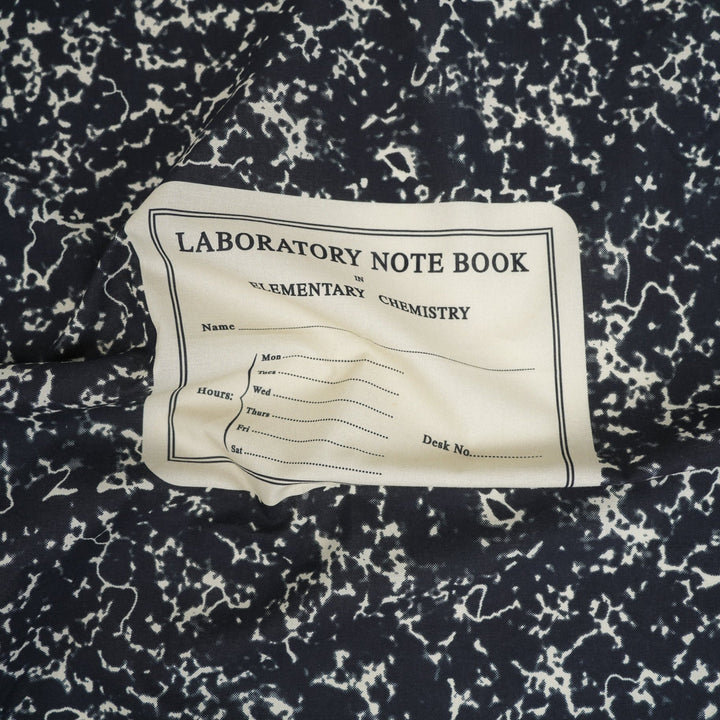 LABORATORY NOTE BOOK
IN
ELEMENTARY CHEMISTRY
Name
Hours:
Mon
Tues
Wed
Thurs
Fri
Sat
Desk No.